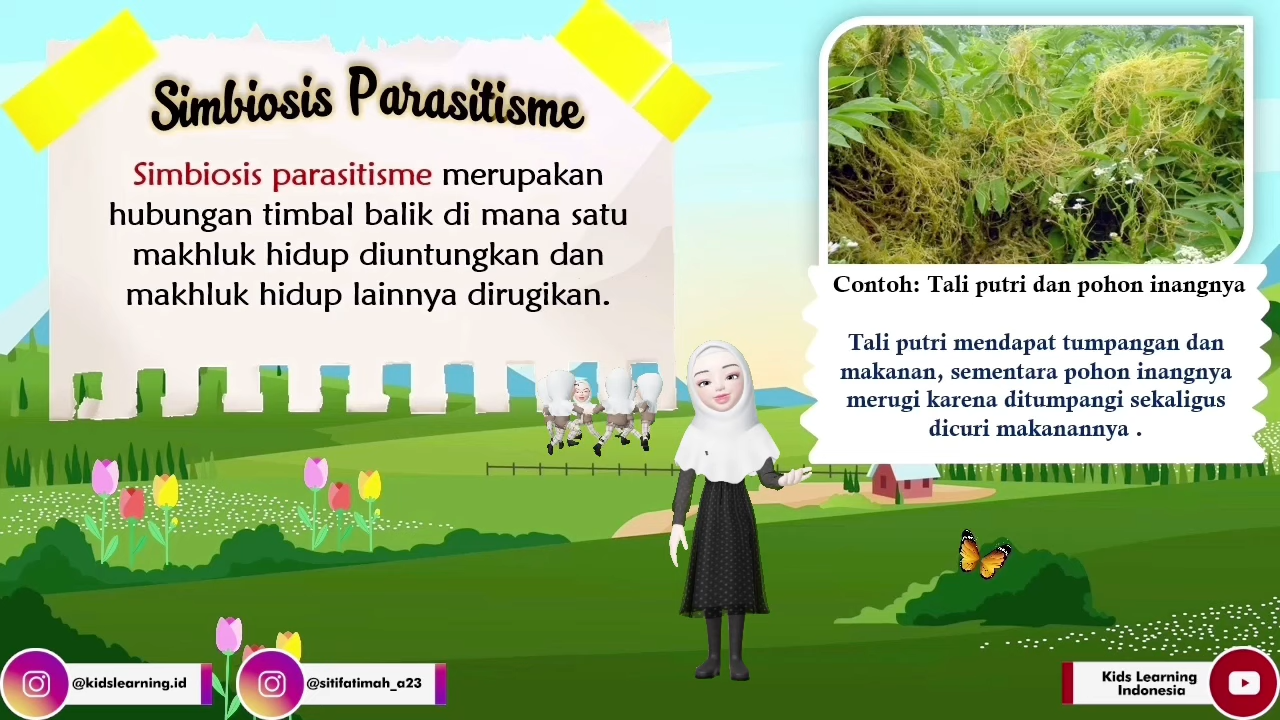 Simbiosis Parasitisme
Simbiosis parasitisme merupakan
hubungan timbal balik di mana satu
makhluk hidup diuntungkan dan
makhluk hidup lainnya dirugikan.
Contoh: Tali putri dan pohon inangnya
Tali putri mendapat tumpangan dan
makanan, sementara pohon inangnya
merugi karena ditumpangi sekaligus
dicuri makanannya .
@kidslearning.id
@sitifatimah_a23
Kids Learning
Indonesia